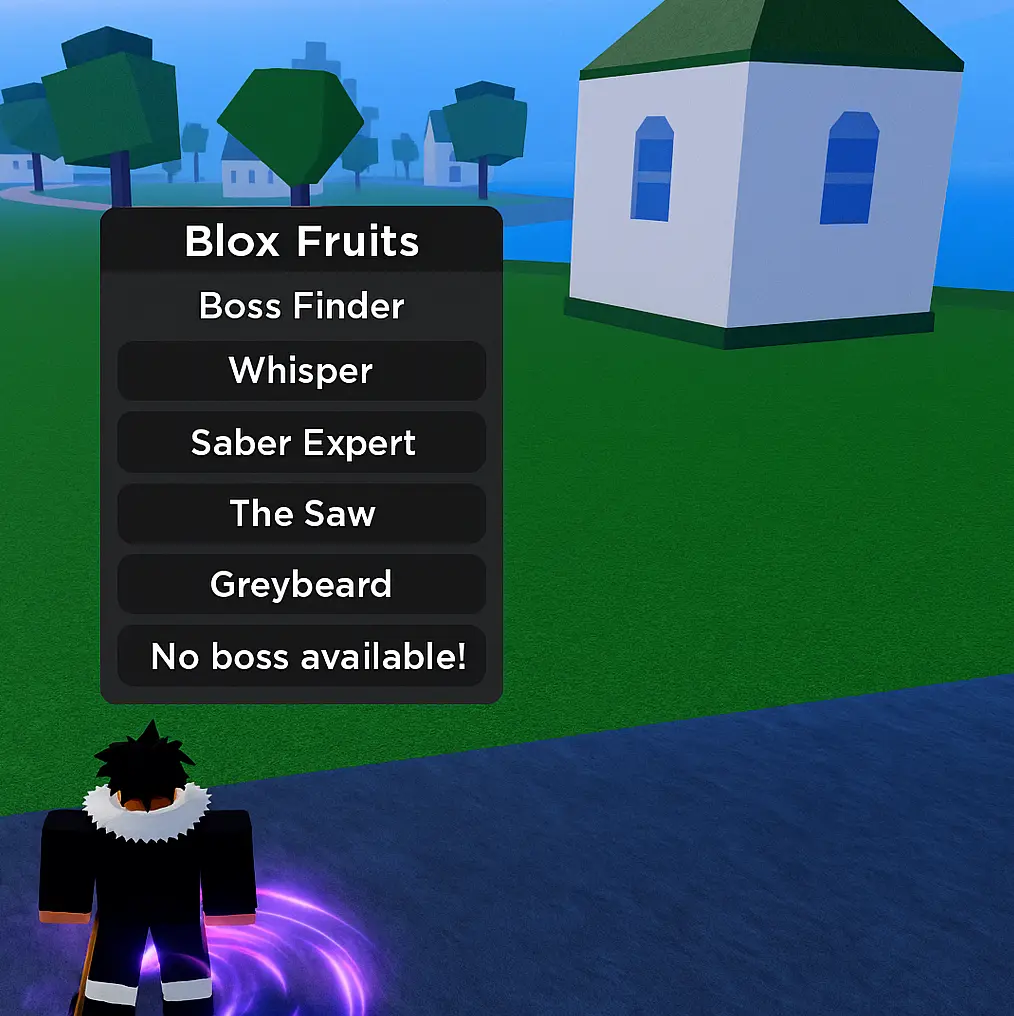 Blox Fruits
Boss Finder
Whisper
Saber Expert
The Saw
Greybeard
No boss available!